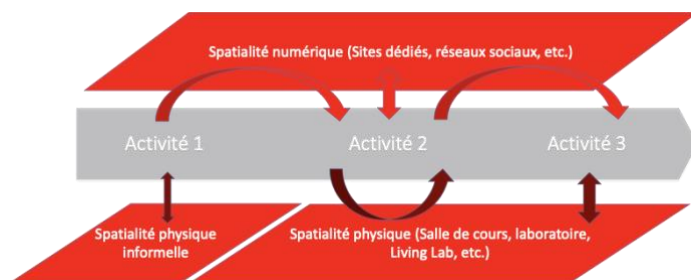 Spatialité numérique (Sites dédiés, réseaux sociaux, etc.)
Activité 1
Activité 2
Activité 3
Spatialité physique
informelle
Spatialité physique (Salle de cours, laboratoire,
Living Lab, etc.)